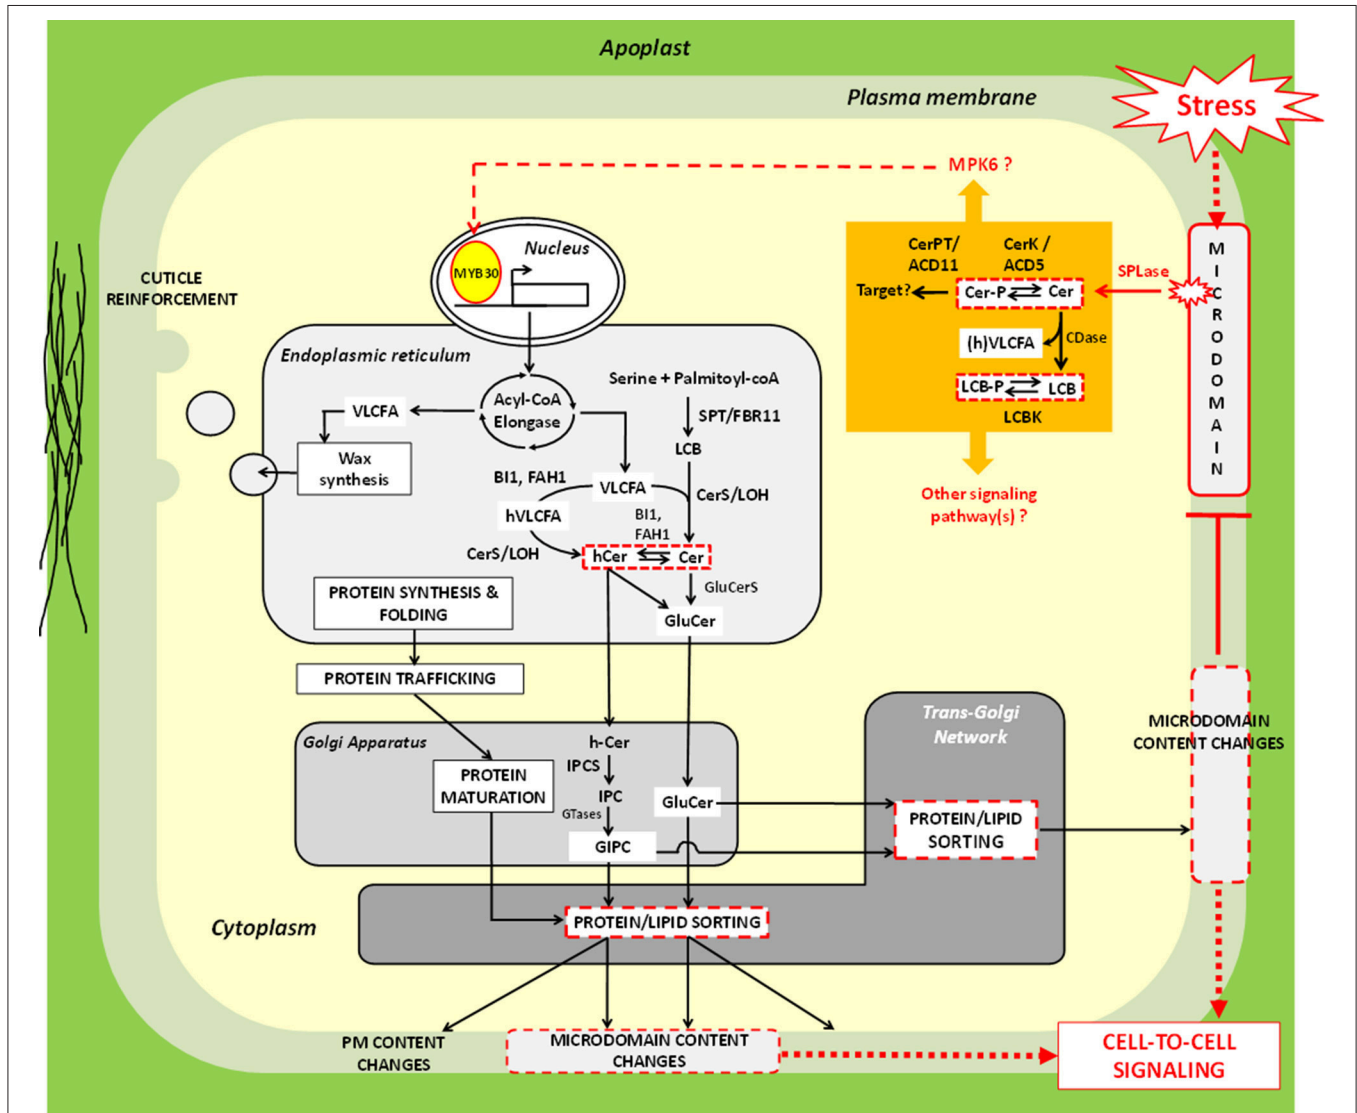 Apoplast
Plasma membrane
Stress
MPK6 ?
Nucleus
MYB30
CUTICLE
REINFORCEMENT
CerPT/
ACD11
CerK /
ACD5
SPLase
Target?
Cer-P
Cer
(h)VLCFA
CDase
LCB-P
LCB
LCBK
MICRODOMAIN
Other signaling
pathway(s) ?
Endoplasmic reticulum
Serine + Palmitoyl-coA
VLCFA
Acyl-CoA
Elongase
SPT/FBR11
LCB
Wax
synthesis
BI1, FAH1
VLCFA
CerS/LOH
hVLCFA
BI1,
FAH1
CerS/LOH
hCer
Cer
GluCerS
PROTEIN SYNTHESIS &
FOLDING
GluCer
PROTEIN TRAFFICKING
Trans-Golgi
Network
MICRODOMAIN
CONTENT CHANGES
Golgi Apparatus
h-Cer
IPCS
PROTEIN
MATURATION
IPC
GluCer
GTases
GIPC
PROTEIN/LIPID
SORTING
Cytoplasm
PROTEIN/LIPID SORTING
PM CONTENT
CHANGES
MICRODOMAIN CONTENT
CHANGES
CELL-TO-CELL
SIGNALING